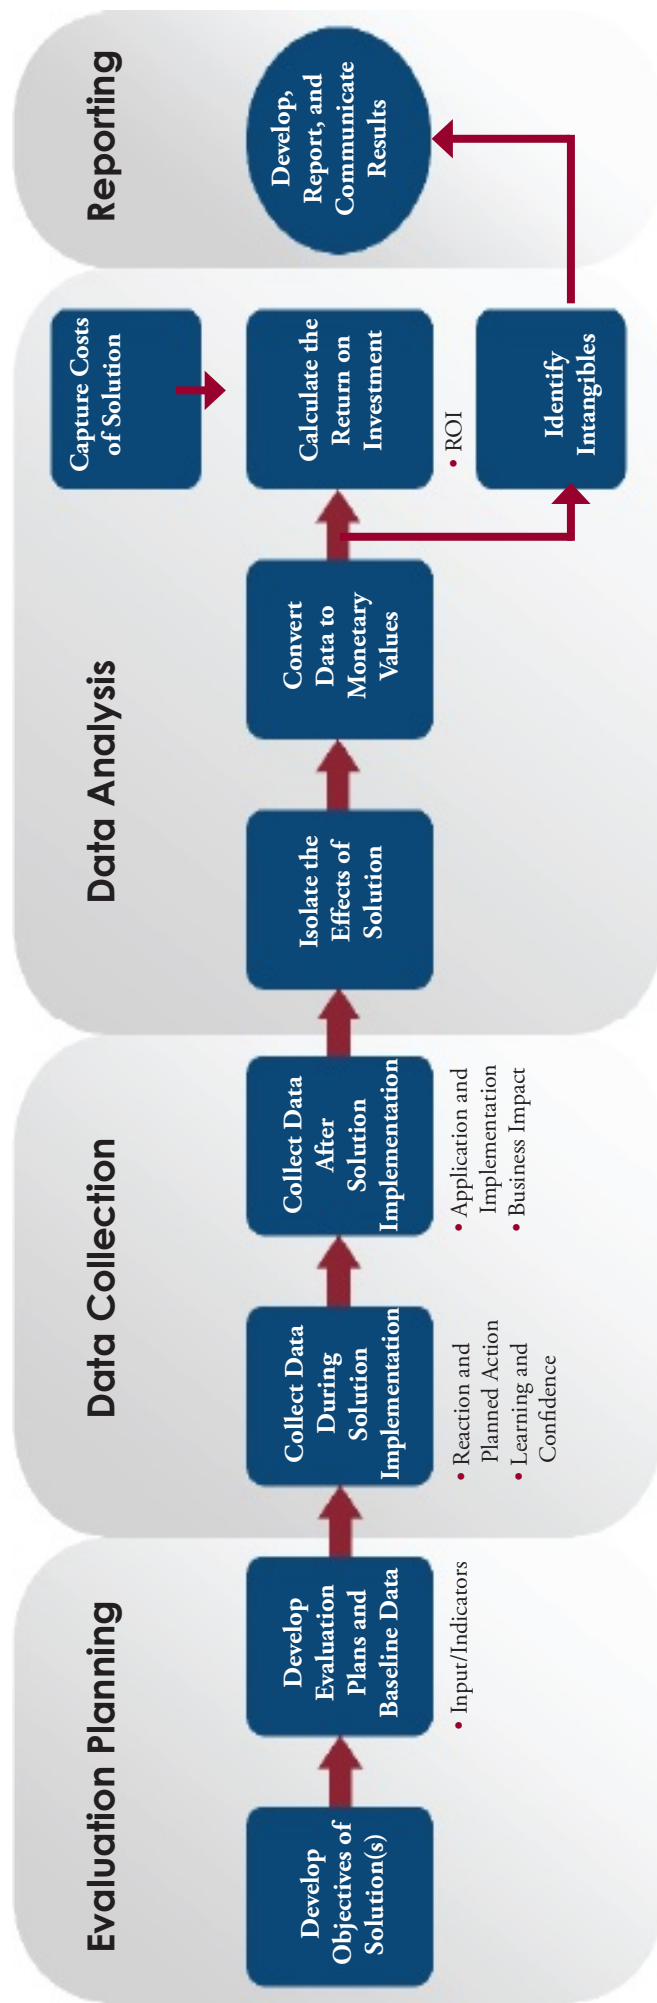 Evaluation Planning
Develop
Objectives of
Solution(s)
Develop
Evaluation
Plans and
Baseline Data
• Input/Indicators
Data Collection
Collect Data
During
Solution
Implementation
• Reaction and
Planned Action
• Learning and
Confidence
Collect Data
After
Solution
Implementation
• Application and
Implementation
• Business Impact
Data Analysis
Isolate the
Effects of
Solution
Convert
Data to
Monetary
Values
Capture Costs
of Solution
Calculate the
Return on
Investment
• ROI
Identify
Intangibles
Reporting
Develop,
Report, and
Communicate
Results